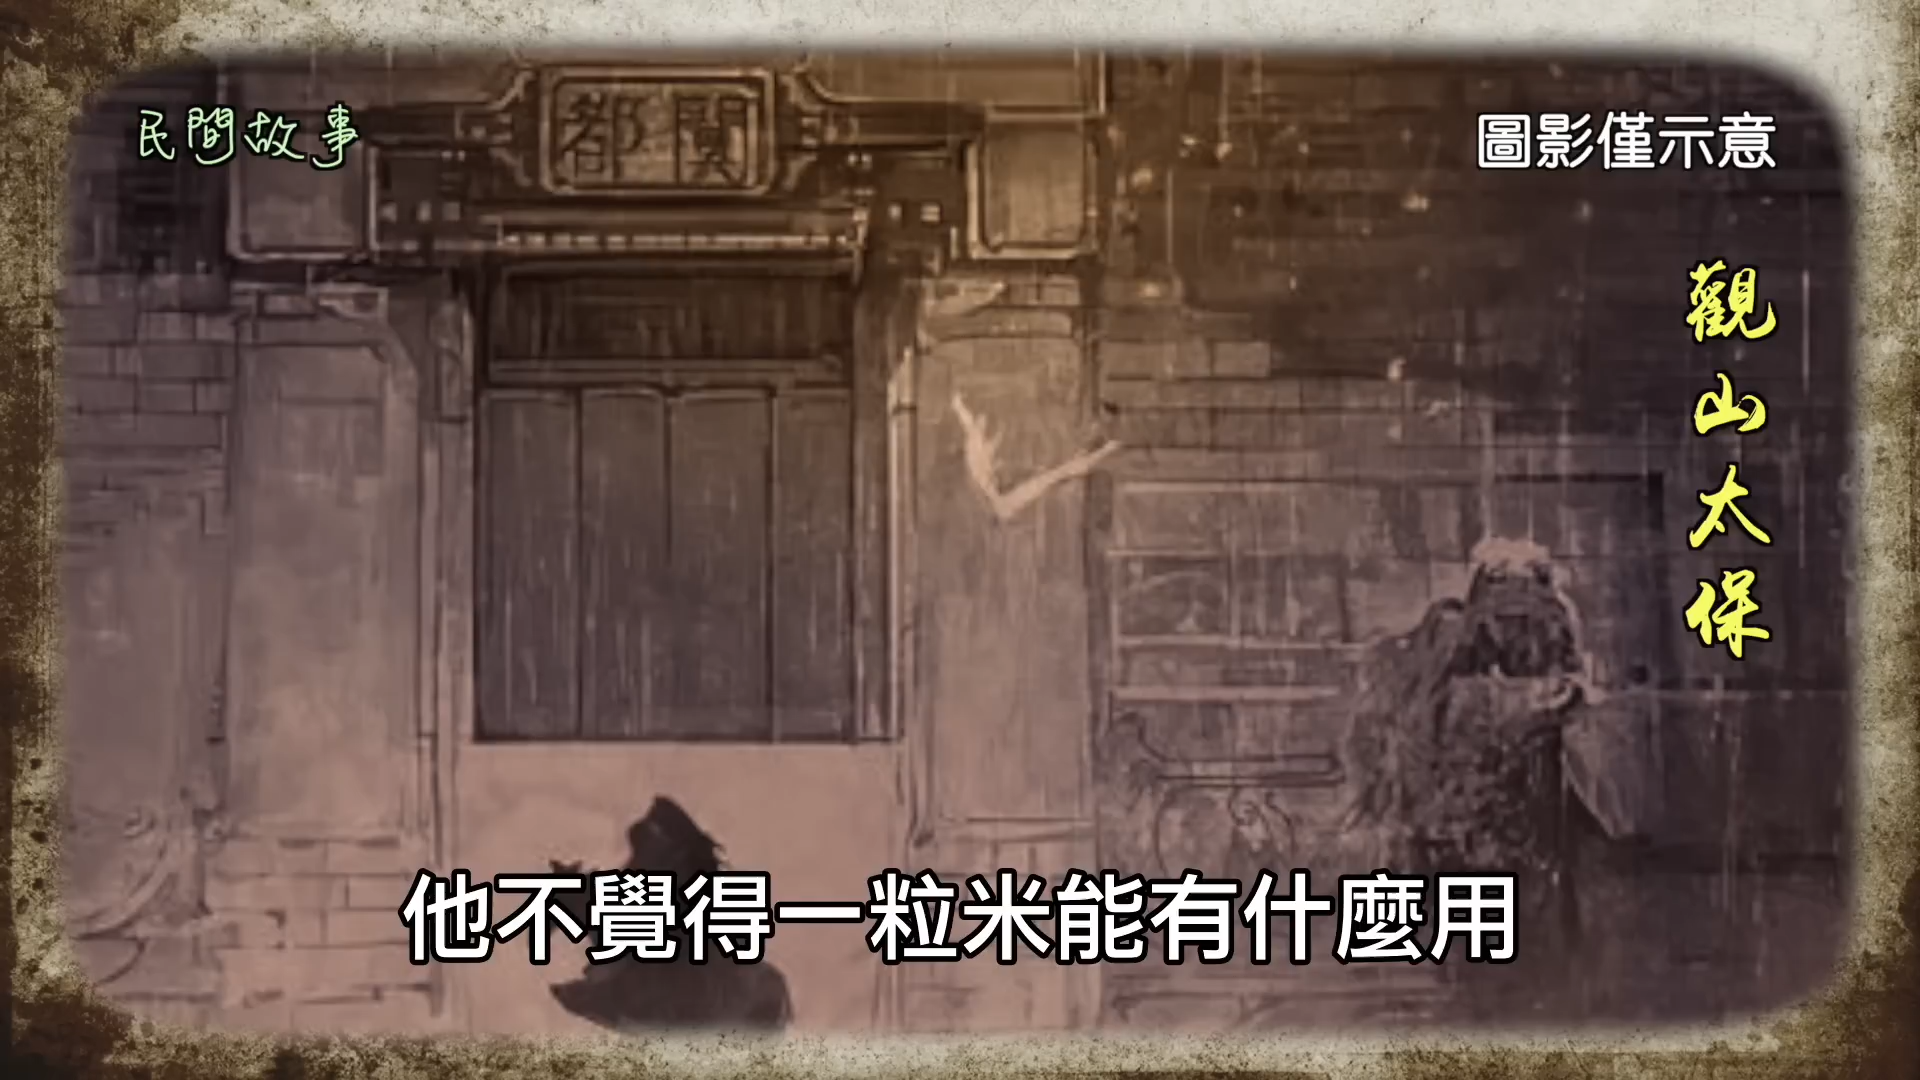 民間故事
圖影僅示意
觀山太保
他不覺得一粒米能有什麼用